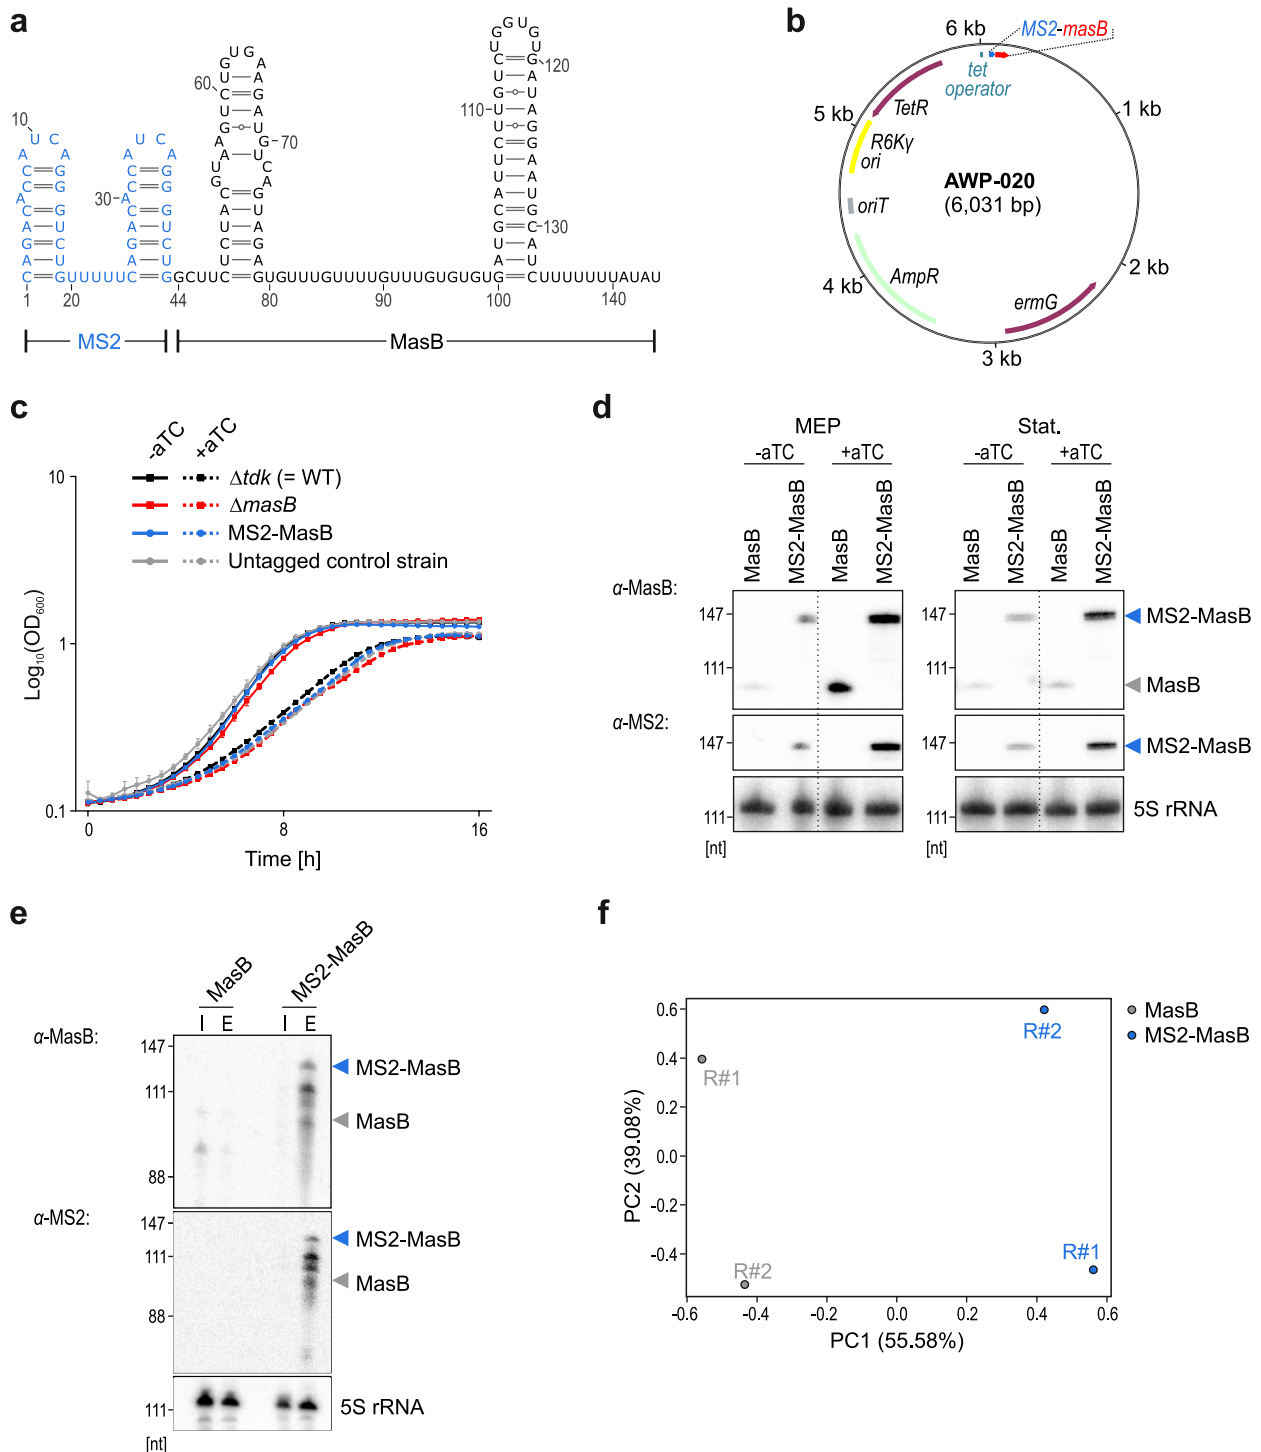 a
b
c
d
e
f
10
20
30
1
44
60
70
80
90
100
110
120
130
140
GCUUC
GUGUUUGUUUUGUUUGUGUGUG
CUUUUUUUAUAU
GUUUUUC
MS2
MasB
6 kb
MS2-masB
tet
operator
TetR
5 kb
R6Kγ
ori
1 kb
AWP-020
(6,031 bp)
oriT
AmpR
4 kb
2 kb
ermG
3 kb
-aTC
+aTC
Δtdk (= WT)
ΔmasB
MS2-MasB
Untagged control strain
10
1
0.1
Log10(OD600)
0
8
16
Time [h]
MEP
Stat.
-aTC
+aTC
-aTC
+aTC
MasB
MS2-MasB
MasB
MS2-MasB
MasB
MS2-MasB
MasB
MS2-MasB
α-MasB:
147
111
147
111
MS2-MasB
MasB
α-MS2:
147
147
MS2-MasB
111
111
5S rRNA
[nt]
[nt]
MasB
MS2-MasB
I E I E
α-MasB:
147
111
88
MS2-MasB
MasB
α-MS2:
147
111
88
MS2-MasB
MasB
111
5S rRNA
[nt]
0.6
0.4
0.2
0.0
-0.2
-0.4
PC2 (39.08%)
R#1
R#2
R#2
R#1
MasB
MS2-MasB
-0.6
-0.4
-0.2
0.0
0.2
0.4
0.6
PC1 (55.58%)